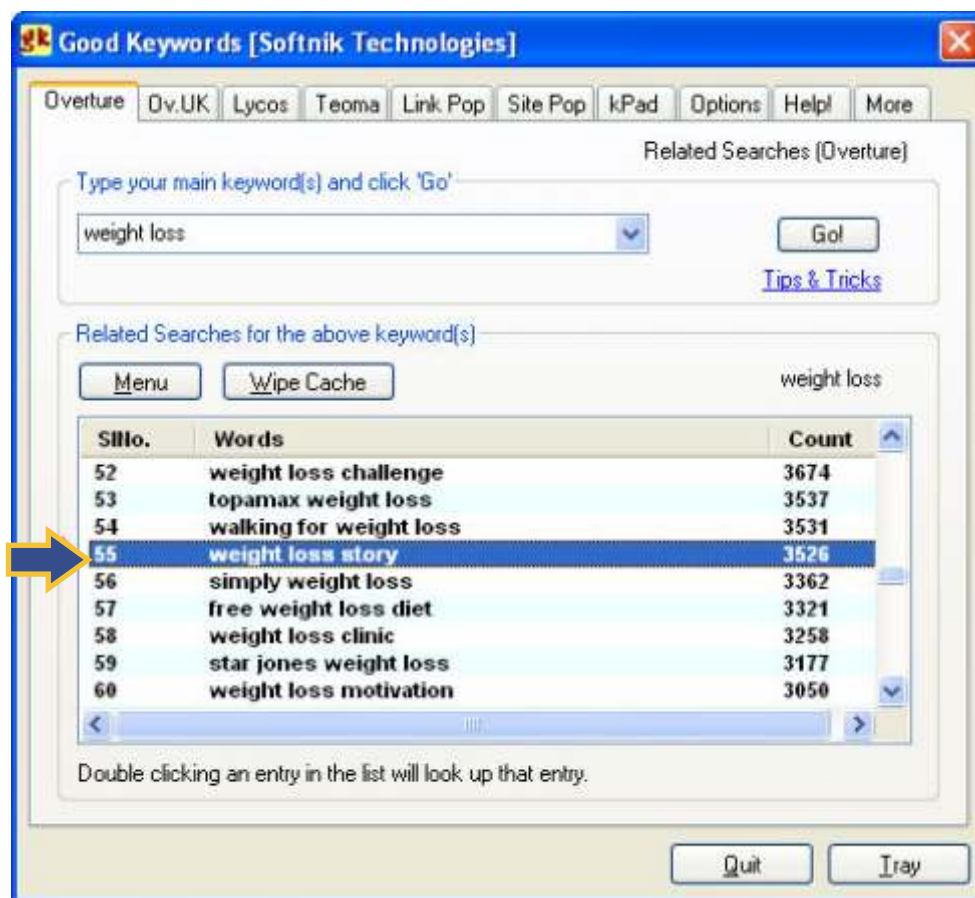 gk Good Keywords [Softnik Technologies]
Overture Ov.UK Lycos Teoma Link Pop Site Pop kPad Options Help! More
Related Searches (Overture)
Type your main keyword(s) and click 'Go'
weight loss Go!
Tips & Tricks
Related Searches for the above keyword(s)
Menu Wipe Cache weight loss
SlNo. Words Count
52 weight loss challenge 3674
53 topamax weight loss 3537
54 walking for weight loss 3531
55 weight loss story 3526
56 simply weight loss 3362
57 free weight loss diet 3321
58 weight loss clinic 3258
59 star jones weight loss 3177
60 weight loss motivation 3050
Double clicking an entry in the list will look up that entry.
Quit Tray